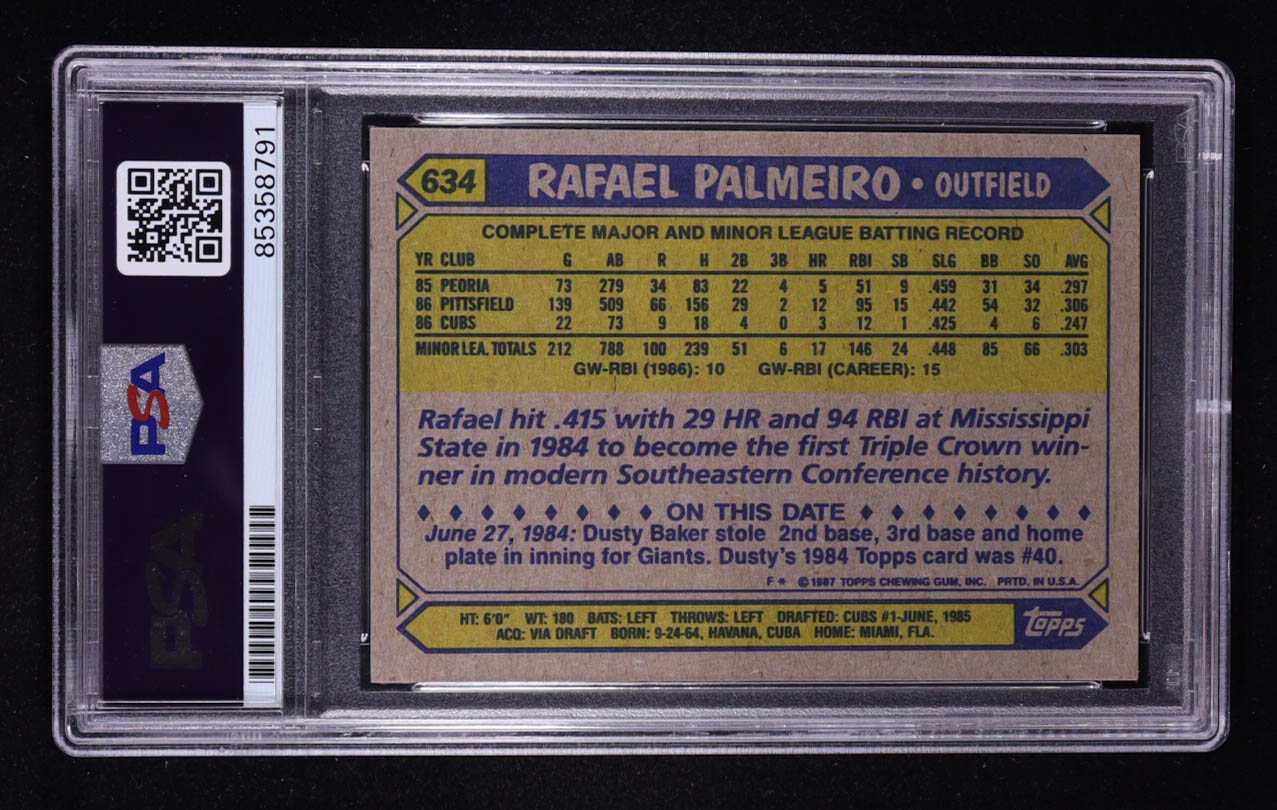 85358791
PSA
PSA
634 RAFAEL PALMEIRO • OUTFIELD
COMPLETE MAJOR AND MINOR LEAGUE BATTING RECORD
YR CLUB G AB R H 2B 3B HR RBI SB SLG BB SO AVG
85 PEORIA 73 279 34 83 22 4 5 51 9 .459 31 34 .297
86 PITTSFIELD 139 509 66 156 29 2 12 95 15 .442 54 32 .306
86 CUBS 22 73 9 18 4 0 3 12 1 .425 4 6 .247
MINOR LEA. TOTALS 212 788 100 239 51 6 17 146 24 .448 85 66 .303
GW-RBI (1986): 10 GW-RBI (CAREER): 15
Rafael hit .415 with 29 HR and 94 RBI at Mississippi
State in 1984 to become the first Triple Crown win-
ner in modern Southeastern Conference history.
♦ ♦ ♦ ♦ ♦ ♦ ♦ ♦ ON THIS DATE ♦ ♦ ♦ ♦ ♦ ♦ ♦ ♦
June 27, 1984: Dusty Baker stole 2nd base, 3rd base and home
plate in inning for Giants. Dusty's 1984 Topps card was #40.
F * © 1987 TOPPS CHEWING GUM, INC. PRTD. IN U.S.A.
HT: 6'0" WT: 180 BATS: LEFT THROWS: LEFT DRAFTED: CUBS #1-JUNE, 1985
ACQ: VIA DRAFT BORN: 9-24-64, HAVANA, CUBA HOME: MIAMI, FLA.
Topps
PSA